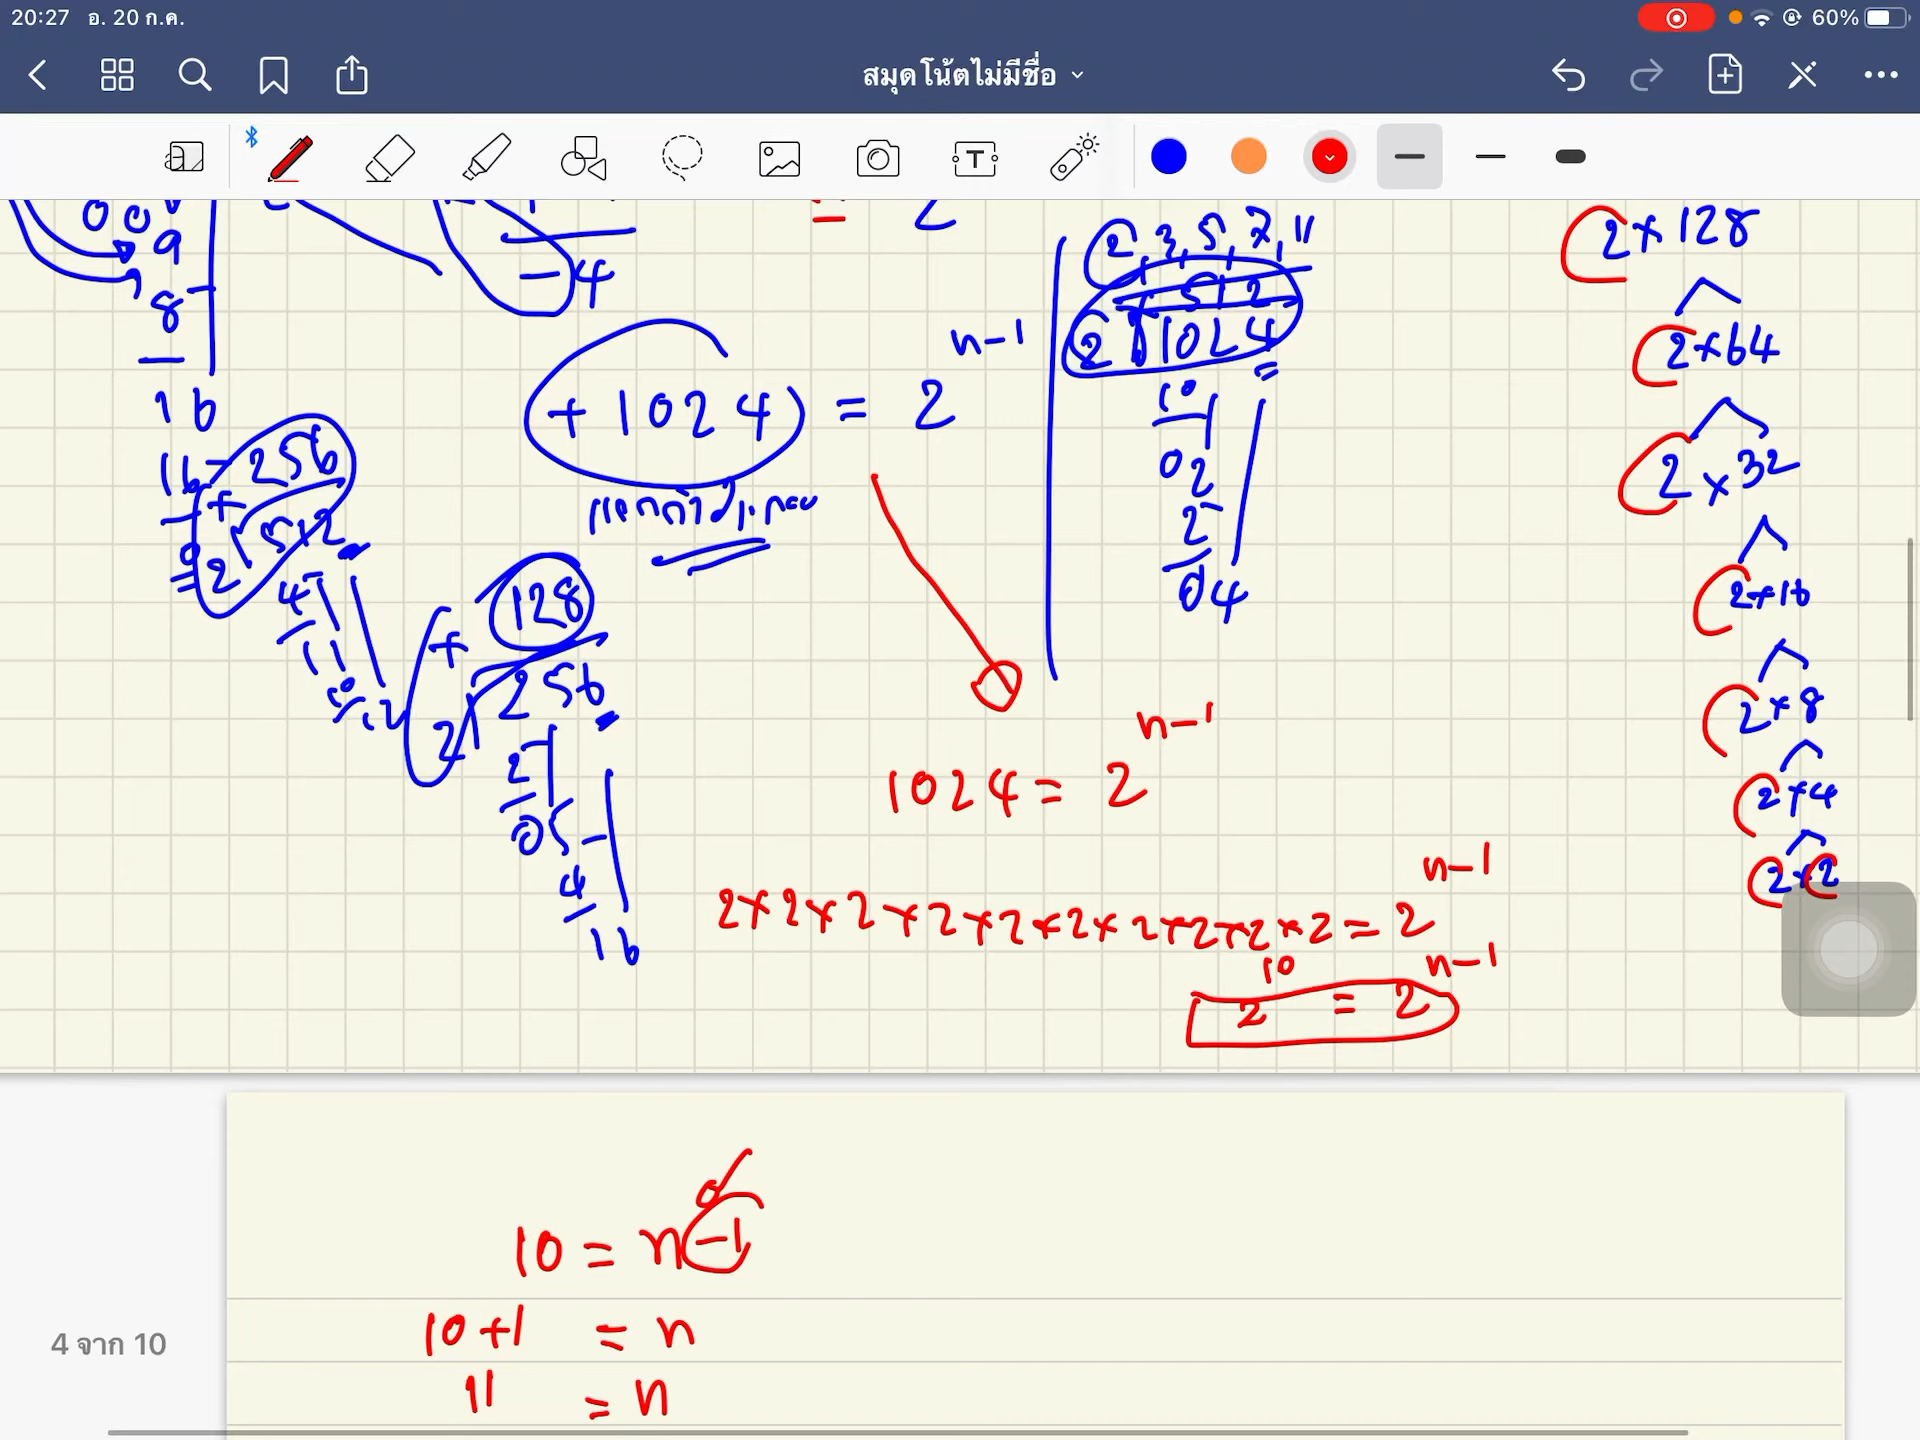 20:27 อ. 20 ก.ค.
60%
สมุดโน้ตไม่มีชื่อ
009
8
16
16
-4
2
+1024 = 2^(n-1)
แยกตัวประกอบ
2, 3, 5, 7, 11
512
2 1024
10
02
2
04
256
2 512
4
11
10
12
128
2 256
2
05
4
16
2×128
2×64
2×32
2×16
2×8
2×4
2×2
1024 = 2^(n-1)
2×2×2×2×2×2×2×2×2×2 = 2^(n-1)
2^10 = 2^(n-1)
10 = n-1
10+1 = n
11 = n
4 จาก 10